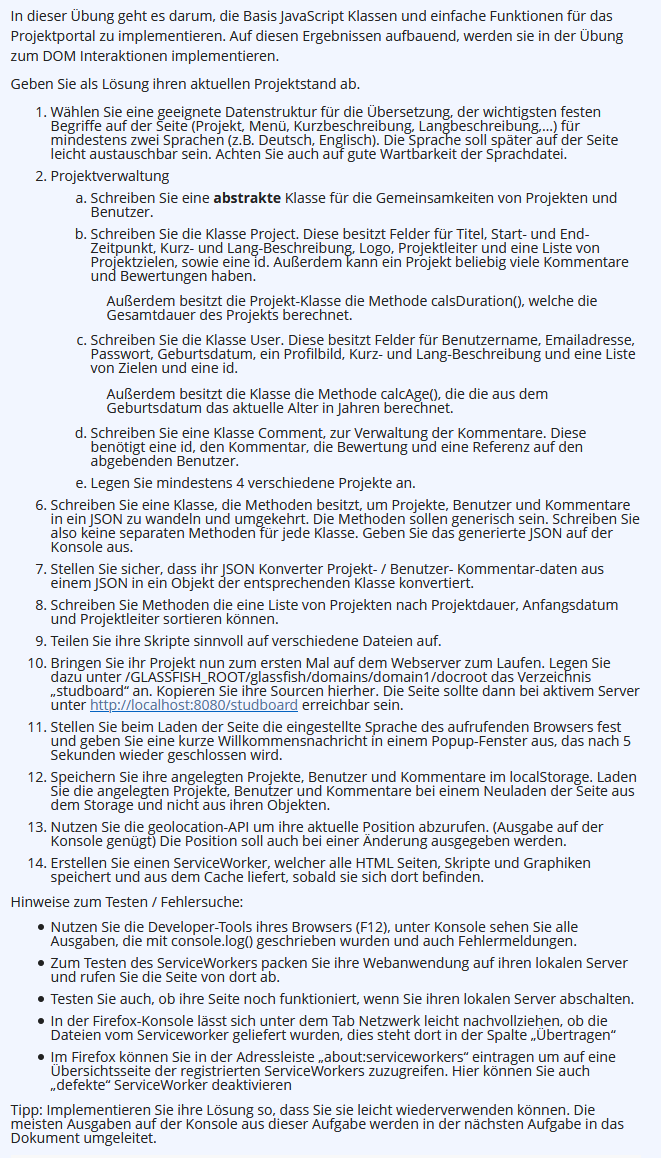 In dieser Übung geht es darum, die Basis JavaScript Klassen und einfache Funktionen für das
Projektportal zu implementieren. Auf diesen Ergebnissen aufbauend, werden sie in der Übung
zum DOM Interaktionen implementieren.
Geben Sie als Lösung ihren aktuellen Projektstand ab.
1. Wählen Sie eine geeignete Datenstruktur für die Übersetzung, der wichtigsten festen
Begriffe auf der Seite (Projekt, Menü, Kurzbeschreibung, Langbeschreibung,...) für
mindestens zwei Sprachen (z.B. Deutsch, Englisch). Die Sprache soll später auf der Seite
leicht austauschbar sein. Achten Sie auch auf gute Wartbarkeit der Sprachdatei.
2. Projektverwaltung
a. Schreiben Sie eine abstrakte Klasse für die Gemeinsamkeiten von Projekten und
Benutzer.
b. Schreiben Sie die Klasse Project. Diese besitzt Felder für Titel, Start- und End-
Zeitpunkt, Kurz- und Lang-Beschreibung, Logo, Projektleiter und eine Liste von
Projektzielen, sowie eine id. Außerdem kann ein Projekt beliebig viele Kommentare
und Bewertungen haben.
Außerdem besitzt die Projekt-Klasse die Methode calsDuration(), welche die
Gesamtdauer des Projekts berechnet.
c. Schreiben Sie die Klasse User. Diese besitzt Felder für Benutzername, Emailadresse,
Passwort, Geburtsdatum, ein Profilbild, Kurz- und Lang-Beschreibung und eine Liste
von Zielen und eine id.
Außerdem besitzt die Klasse die Methode calcAge(), die die aus dem
Geburtsdatum das aktuelle Alter in Jahren berechnet.
d. Schreiben Sie eine Klasse Comment, zur Verwaltung der Kommentare. Diese
benötigt eine id, den Kommentar, die Bewertung und eine Referenz auf den
abgebenden Benutzer.
e. Legen Sie mindestens 4 verschiedene Projekte an.
6. Schreiben Sie eine Klasse, die Methoden besitzt, um Projekte, Benutzer und Kommentare
in ein JSON zu wandeln und umgekehrt. Die Methoden sollen generisch sein. Schreiben Sie
also keine separaten Methoden für jede Klasse. Geben Sie das generierte JSON auf der
Konsole aus.
7. Stellen Sie sicher, dass ihr JSON Konverter Projekt- / Benutzer- Kommentar-daten aus
einem JSON in ein Objekt der entsprechenden Klasse konvertiert.
8. Schreiben Sie Methoden die eine Liste von Projekten nach Projektdauer, Anfangsdatum
und Projektleiter sortieren können.
9. Teilen Sie ihre Skripte sinnvoll auf verschiedene Dateien auf.
10. Bringen Sie ihr Projekt nun zum ersten Mal auf dem Webserver zum Laufen. Legen Sie
dazu unter /GLASSFISH_ROOT/glassfish/domains/domain1/docroot das Verzeichnis
„studboard“ an. Kopieren Sie ihre Sourcen hierher. Die Seite sollte dann bei aktivem Server
unter http://localhost:8080/studboard erreichbar sein.
11. Stellen Sie beim Laden der Seite die eingestellte Sprache des aufrufenden Browsers fest
und geben Sie eine kurze Willkommensnachricht in einem Popup-Fenster aus, das nach 5
Sekunden wieder geschlossen wird.
12. Speichern Sie ihre angelegten Projekte, Benutzer und Kommentare im localStorage. Laden
Sie die angelegten Projekte, Benutzer und Kommentare bei einem Neuladen der Seite aus
dem Storage und nicht aus ihren Objekten.
13. Nutzen Sie die geolocation-API um ihre aktuelle Position abzurufen. (Ausgabe auf der
Konsole genügt) Die Position soll auch bei einer Änderung ausgegeben werden.
14. Erstellen Sie einen ServiceWorker, welcher alle HTML Seiten, Skripte und Graphiken
speichert und aus dem Cache liefert, sobald sie sich dort befinden.
Hinweise zum Testen / Fehlersuche:
• Nutzen Sie die Developer-Tools ihres Browsers (F12), unter Konsole sehen Sie alle
Ausgaben, die mit console.log() geschrieben wurden und auch Fehlermeldungen.
• Zum Testen des ServiceWorkers packen Sie ihre Webanwendung auf ihren lokalen Server
und rufen Sie die Seite von dort ab.
• Testen Sie auch, ob ihre Seite noch funktioniert, wenn Sie ihren lokalen Server abschalten.
• In der Firefox-Konsole lässt sich unter dem Tab Netzwerk leicht nachvollziehen, ob die
Dateien vom Serviceworker geliefert wurden, dies steht dort in der Spalte „Übertragen“
• Im Firefox können Sie in der Adressleiste „about:serviceworkers“ eintragen um auf eine
Übersichtsseite der registrierten ServiceWorkers zuzugreifen. Hier können Sie auch
„defekte“ ServiceWorker deaktivieren
Tipp: Implementieren Sie ihre Lösung so, dass Sie sie leicht wiederverwenden können. Die
meisten Ausgaben auf der Konsole aus dieser Aufgabe werden in der nächsten Aufgabe in das
Dokument umgeleitet.